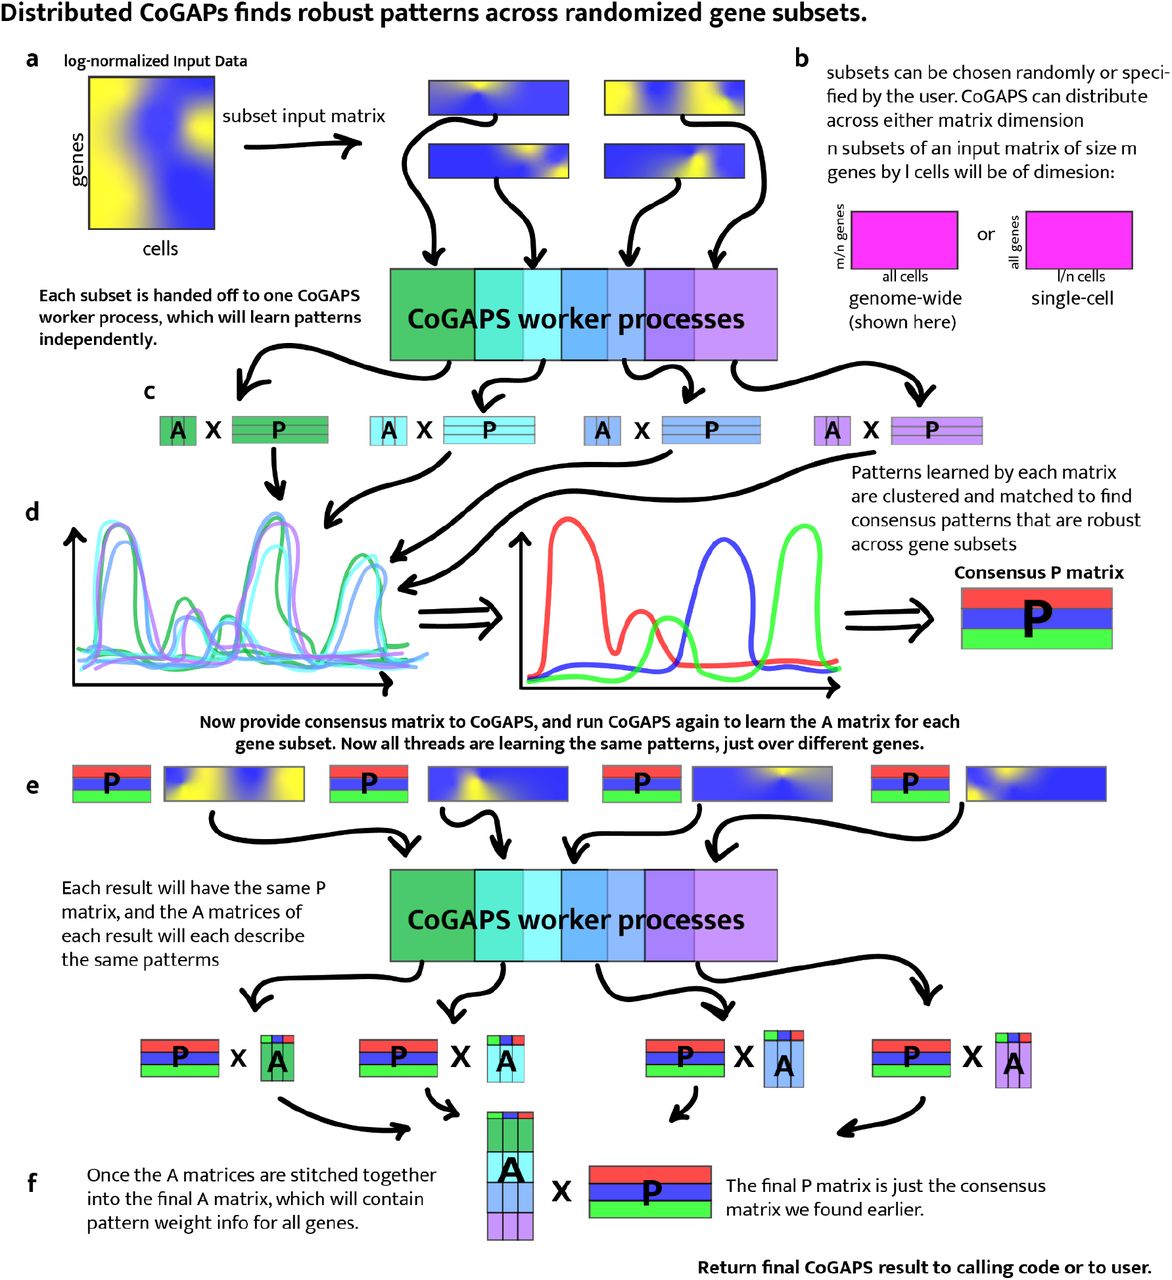 Distributed CoGAPs finds robust patterns across randomized gene subsets.
a
log-normalized Input Data
genes
cells
subset input matrix
b
subsets can be chosen randomly or speci-
fied by the user. CoGAPS can distribute
across either matrix dimension
n subsets of an input matrix of size m
genes by l cells will be of dimesion:
m/n genes
all cells
genome-wide
(shown here)
or
all genes
l/n cells
single-cell
Each subset is handed off to one CoGAPS
worker process, which will learn patterns
independently.
CoGAPS worker processes
c
A X P
A X P
A X P
A X P
Patterns learned by each matrix
are clustered and matched to find
consensus patterns that are robust
across gene subsets
d
Consensus P matrix
P
Now provide consensus matrix to CoGAPS, and run CoGAPS again to learn the A matrix for each
gene subset. Now all threads are learning the same patterns, just over different genes.
e
P
P
P
P
Each result will have the same P
matrix, and the A matrices of
each result will each describe
the same patterms
CoGAPS worker processes
P X A
P X A
P X A
P X A
f
Once the A matrices are stitched together
into the final A matrix, which will contain
pattern weight info for all genes.
A X P
The final P matrix is just the consensus
matrix we found earlier.
Return final CoGAPS result to calling code or to user.